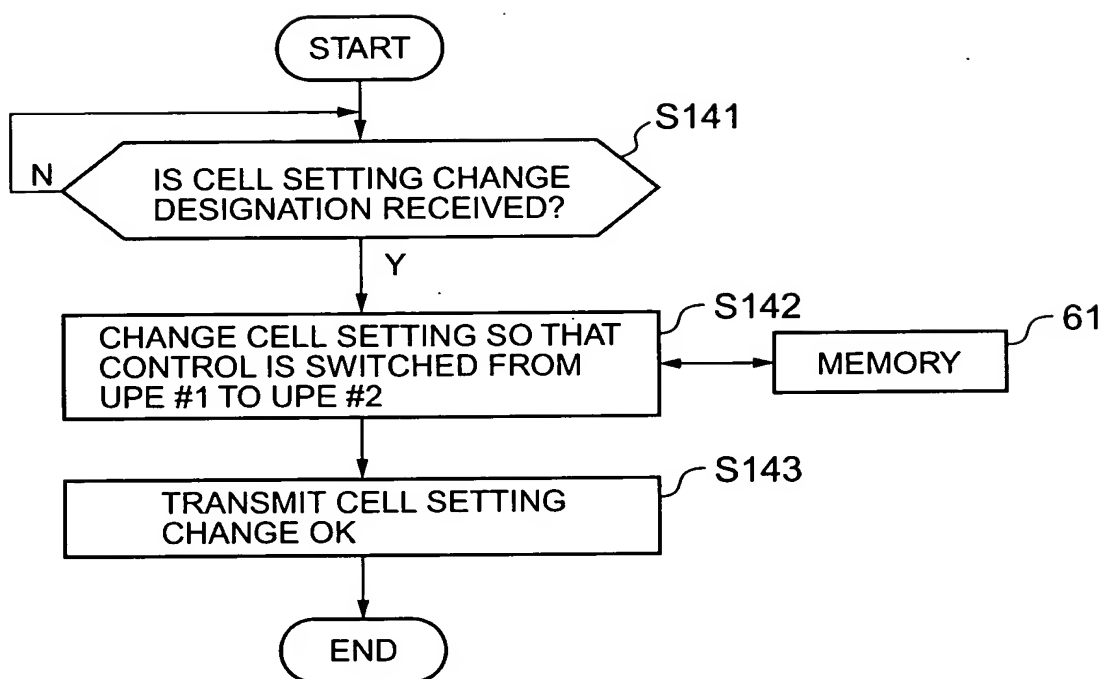 START
S141
N
IS CELL SETTING CHANGE
DESIGNATION RECEIVED?
Y
S142
CHANGE CELL SETTING SO THAT
CONTROL IS SWITCHED FROM
UPE #1 TO UPE #2
61
MEMORY
S143
TRANSMIT CELL SETTING
CHANGE OK
END